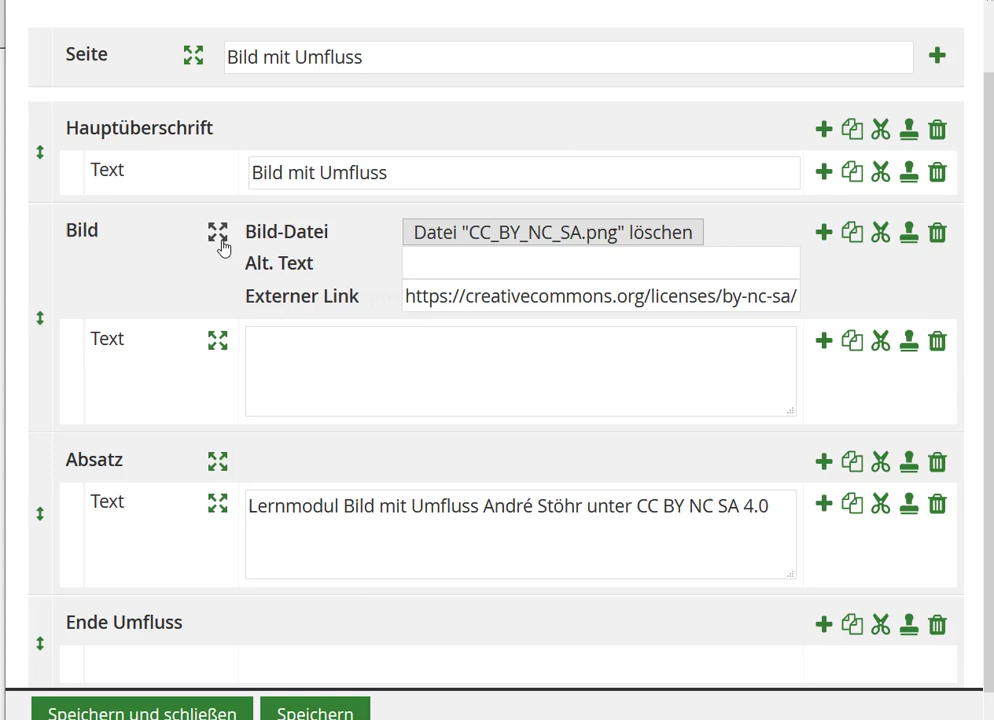 Seite
Bild mit Umfluss
Hauptüberschrift
Text
Bild mit Umfluss
Bild
Bild-Datei
Datei "CC_BY_NC_SA.png" löschen
Alt. Text
Externer Link
https://creativecommons.org/licenses/by-nc-sa/
Text
Absatz
Text
Lernmodul Bild mit Umfluss André Stöhr unter CC BY NC SA 4.0
Ende Umfluss
Speichern und schließen
Speichern